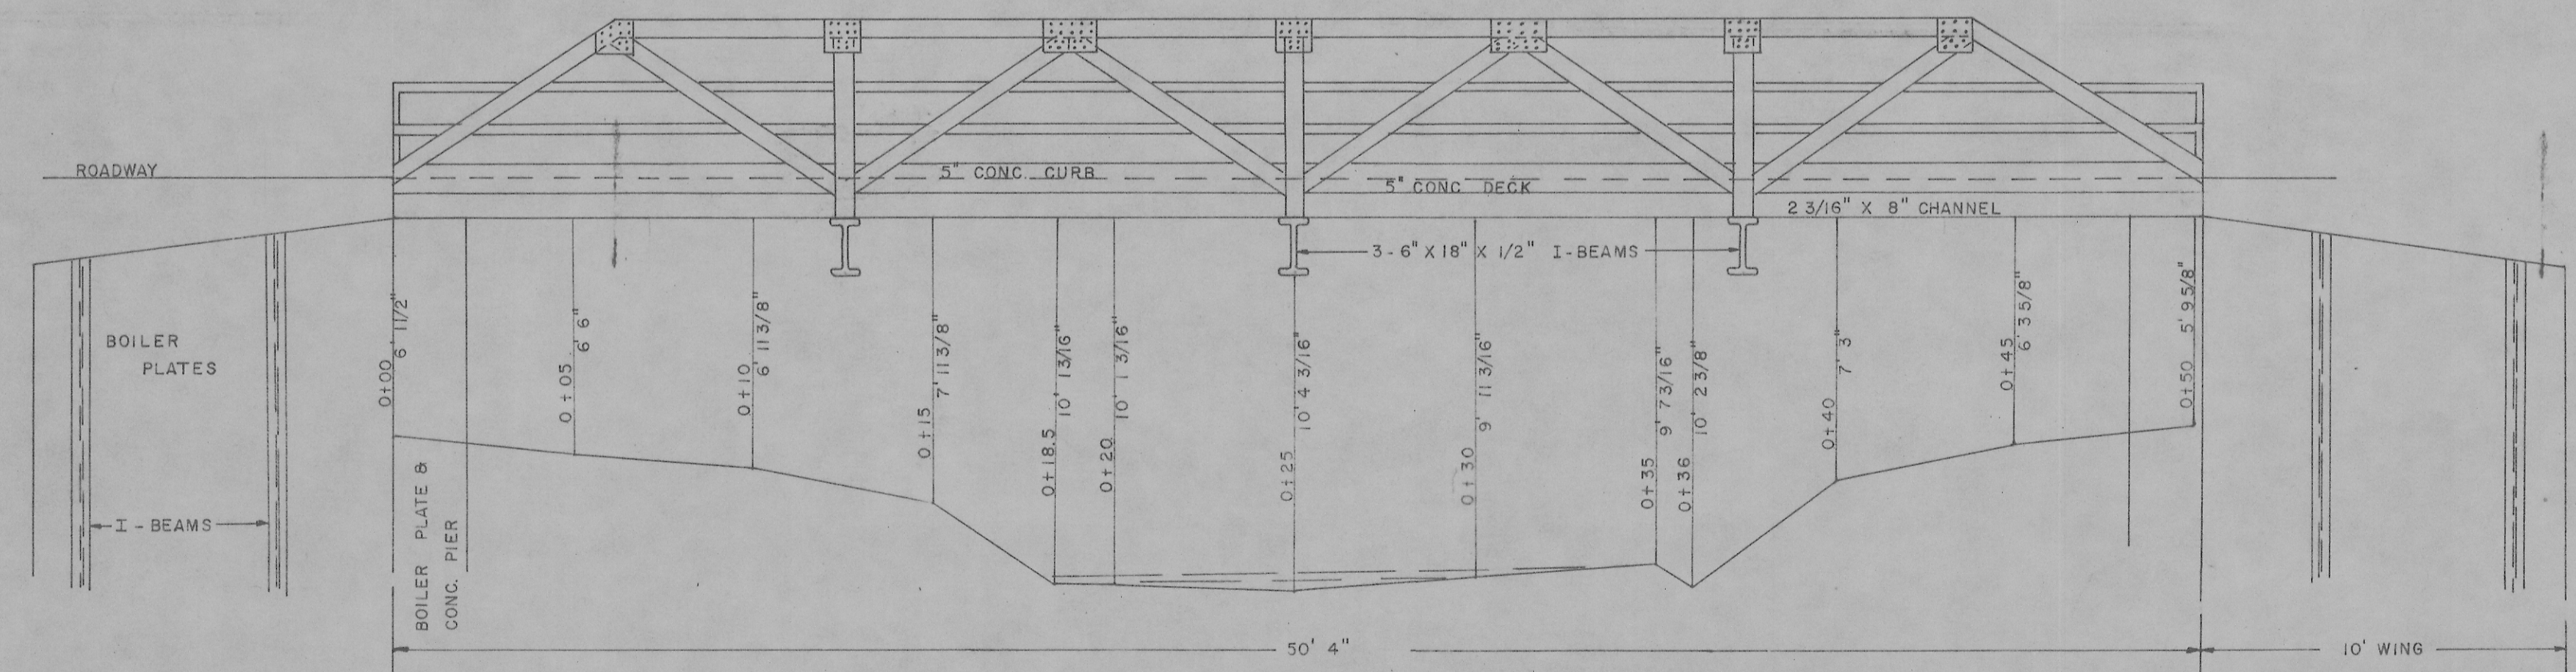 ROADWAY
5" CONC. CURB
5" CONC DECK
2 3/16" X 8" CHANNEL
3-6" X 18" X 1/2" I-BEAMS
BOILER
PLATES
I-BEAMS
0+00 6' 11/2"
0+05 6' 6"
0+10 6' 11 3/8"
0+15 7' 11 3/8"
0+18.5 10' 13/16"
0+20 10' 1 3/16"
0+25 10' 4 3/16"
0+30 9' 11 3/16"
0+35 9' 7 3/16"
0+36 10' 2 3/8"
0+40 7' 3"
0+45 6' 3 5/8"
0+50 5' 9 5/8"
BOILER PLATE &
CONC. PIER
50' 4"
10' WING